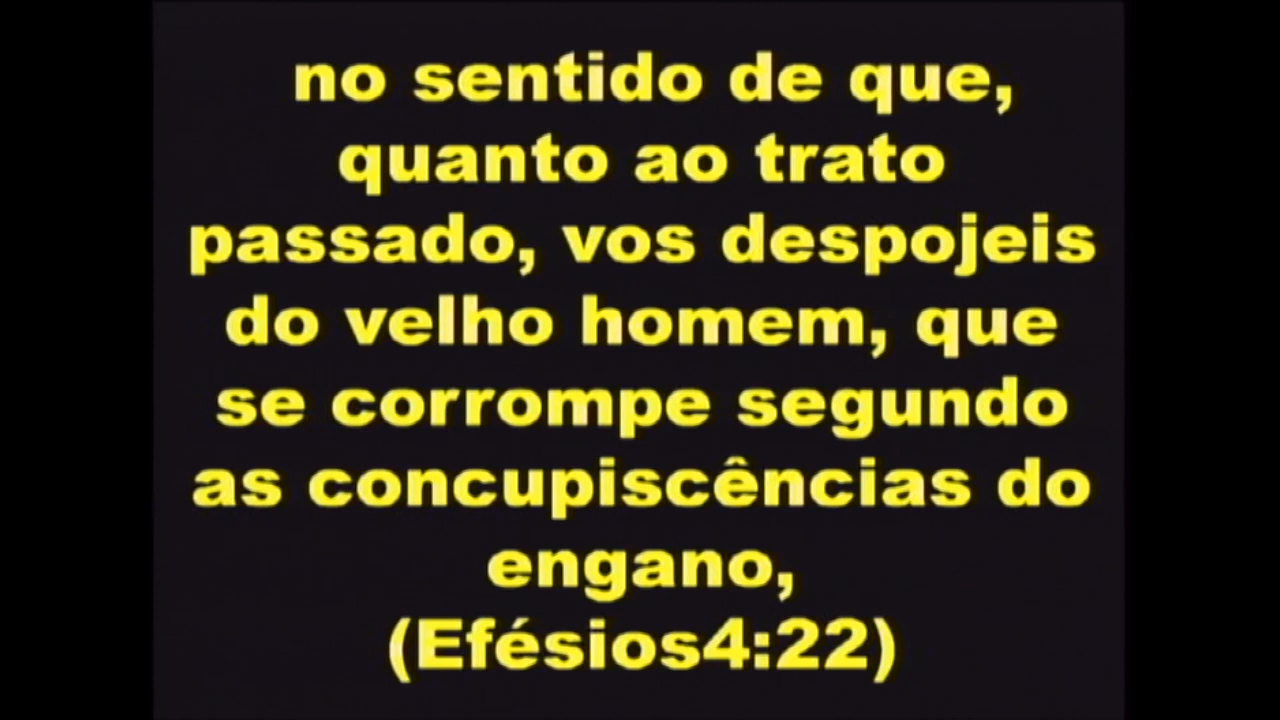 no sentido de que,
quanto ao trato
passado, vos despojeis
do velho homem, que
se corrompe segundo
as concupiscências do
engano,
(Efésios4:22)